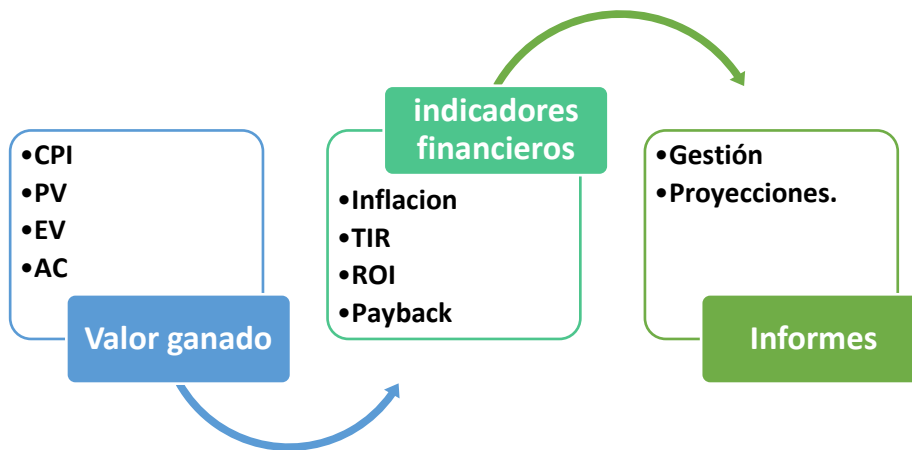 •CPI
•PV
•EV
•AC
Valor ganado
indicadores
financieros
•Inflacion
•TIR
•ROI
•Payback
•Gestión
•Proyecciones.
Informes